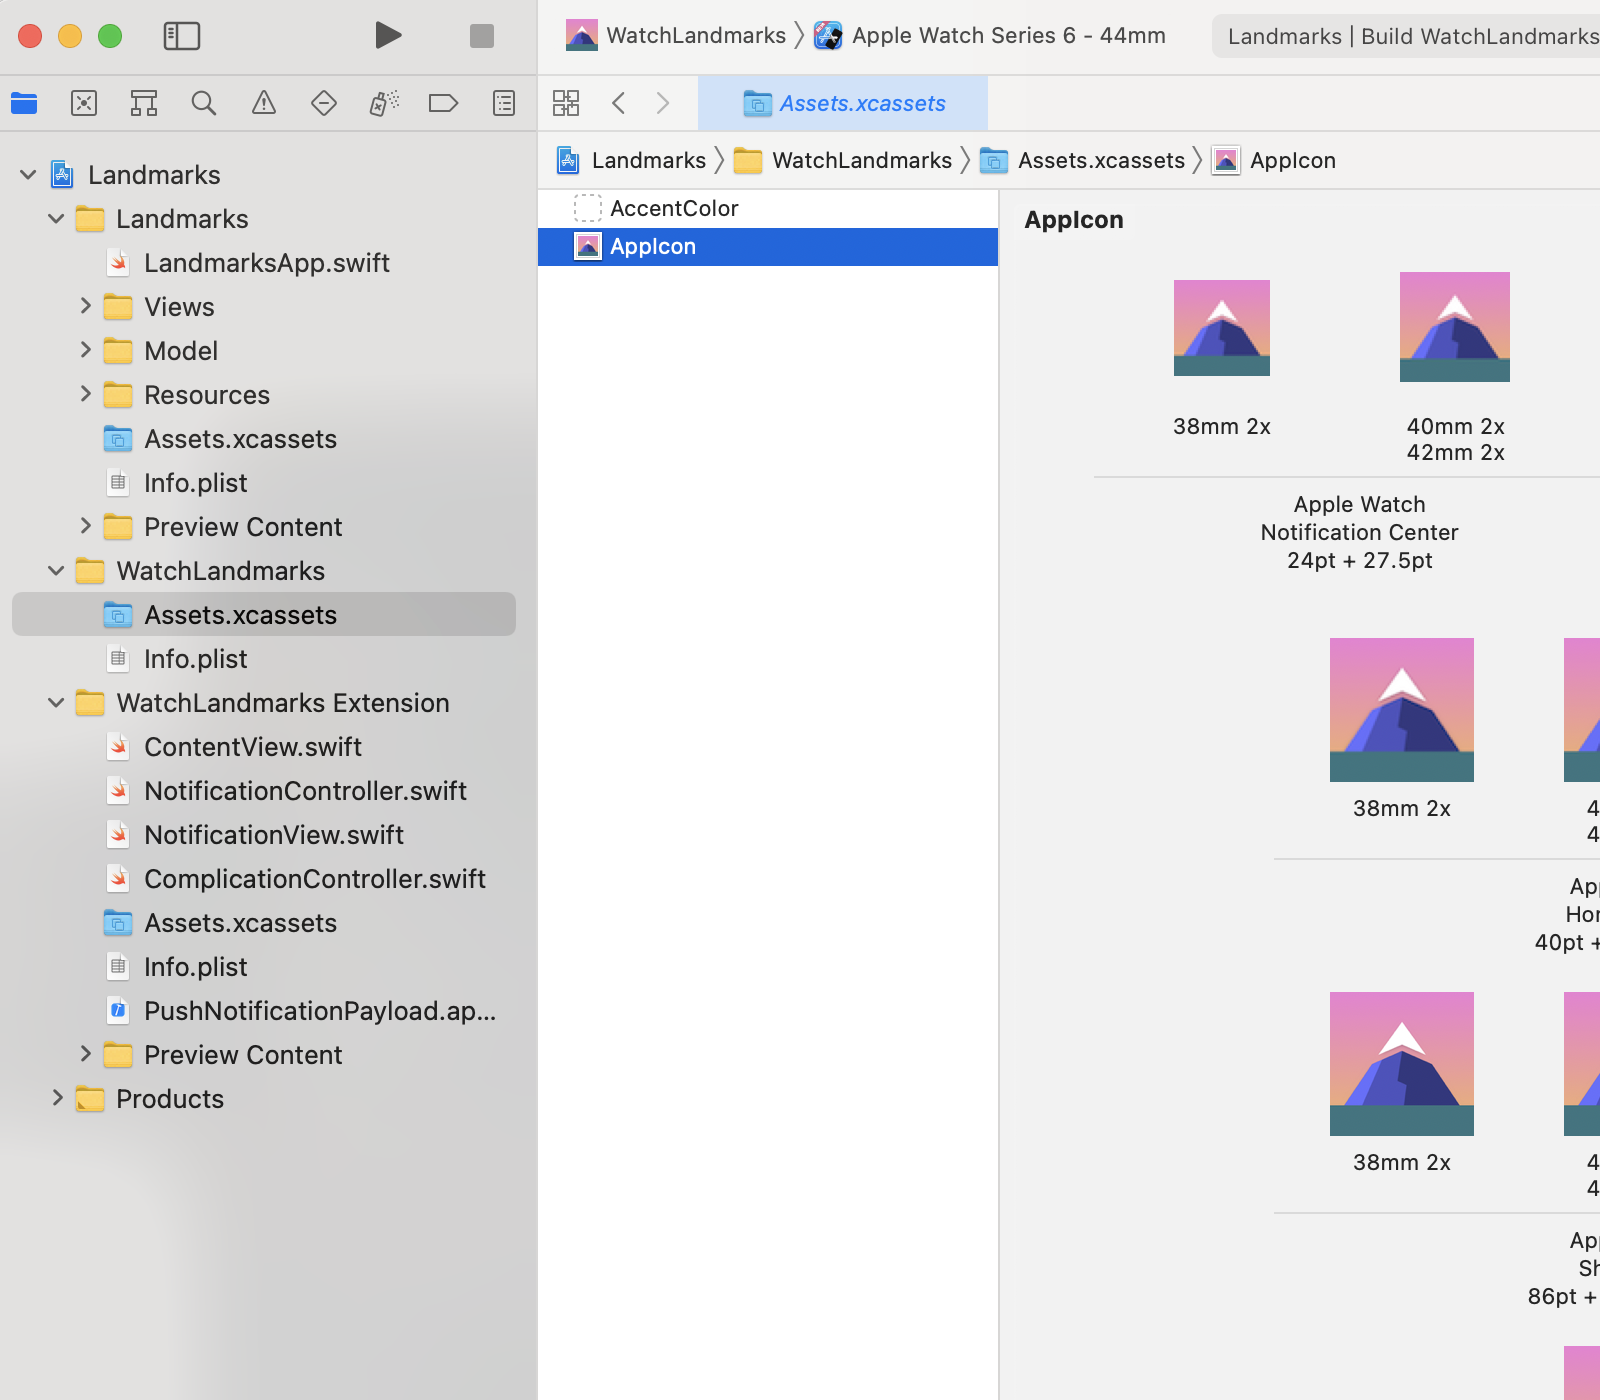 WatchLandmarks
Apple Watch Series 6 - 44mm
Landmarks | Build WatchLandmarks
Assets.xcassets
Landmarks
WatchLandmarks
Assets.xcassets
AppIcon
Landmarks
Landmarks
LandmarksApp.swift
Views
Model
Resources
Assets.xcassets
Info.plist
Preview Content
WatchLandmarks
Assets.xcassets
Info.plist
WatchLandmarks Extension
ContentView.swift
NotificationController.swift
NotificationView.swift
ComplicationController.swift
Assets.xcassets
Info.plist
PushNotificationPayload.ap...
Preview Content
Products
AccentColor
AppIcon
AppIcon
38mm 2x
40mm 2x
42mm 2x
Apple Watch
Notification Center
24pt + 27.5pt
38mm 2x
4
4
App
Hor
40pt +
38mm 2x
4
4
App
Sh
86pt +